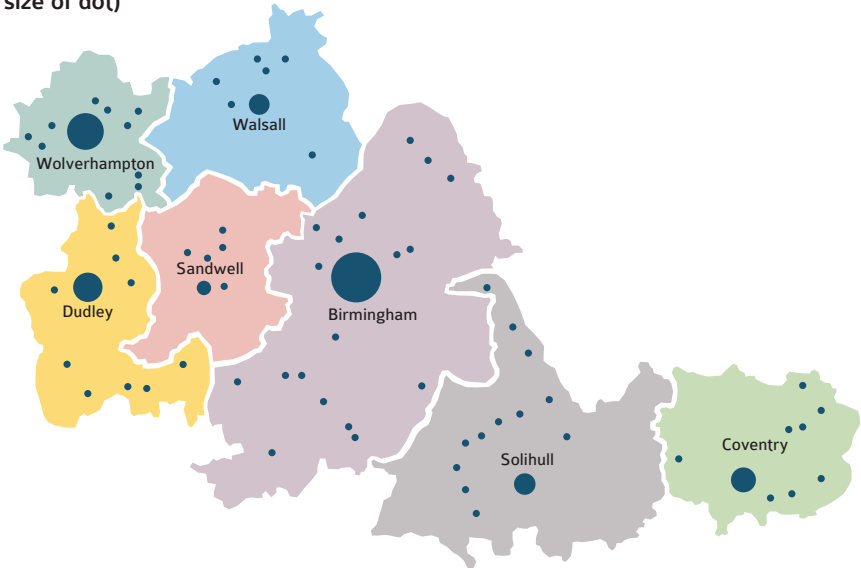 size of dot)
Walsall
Wolverhampton
Sandwell
Dudley
Birmingham
Coventry
Solihull